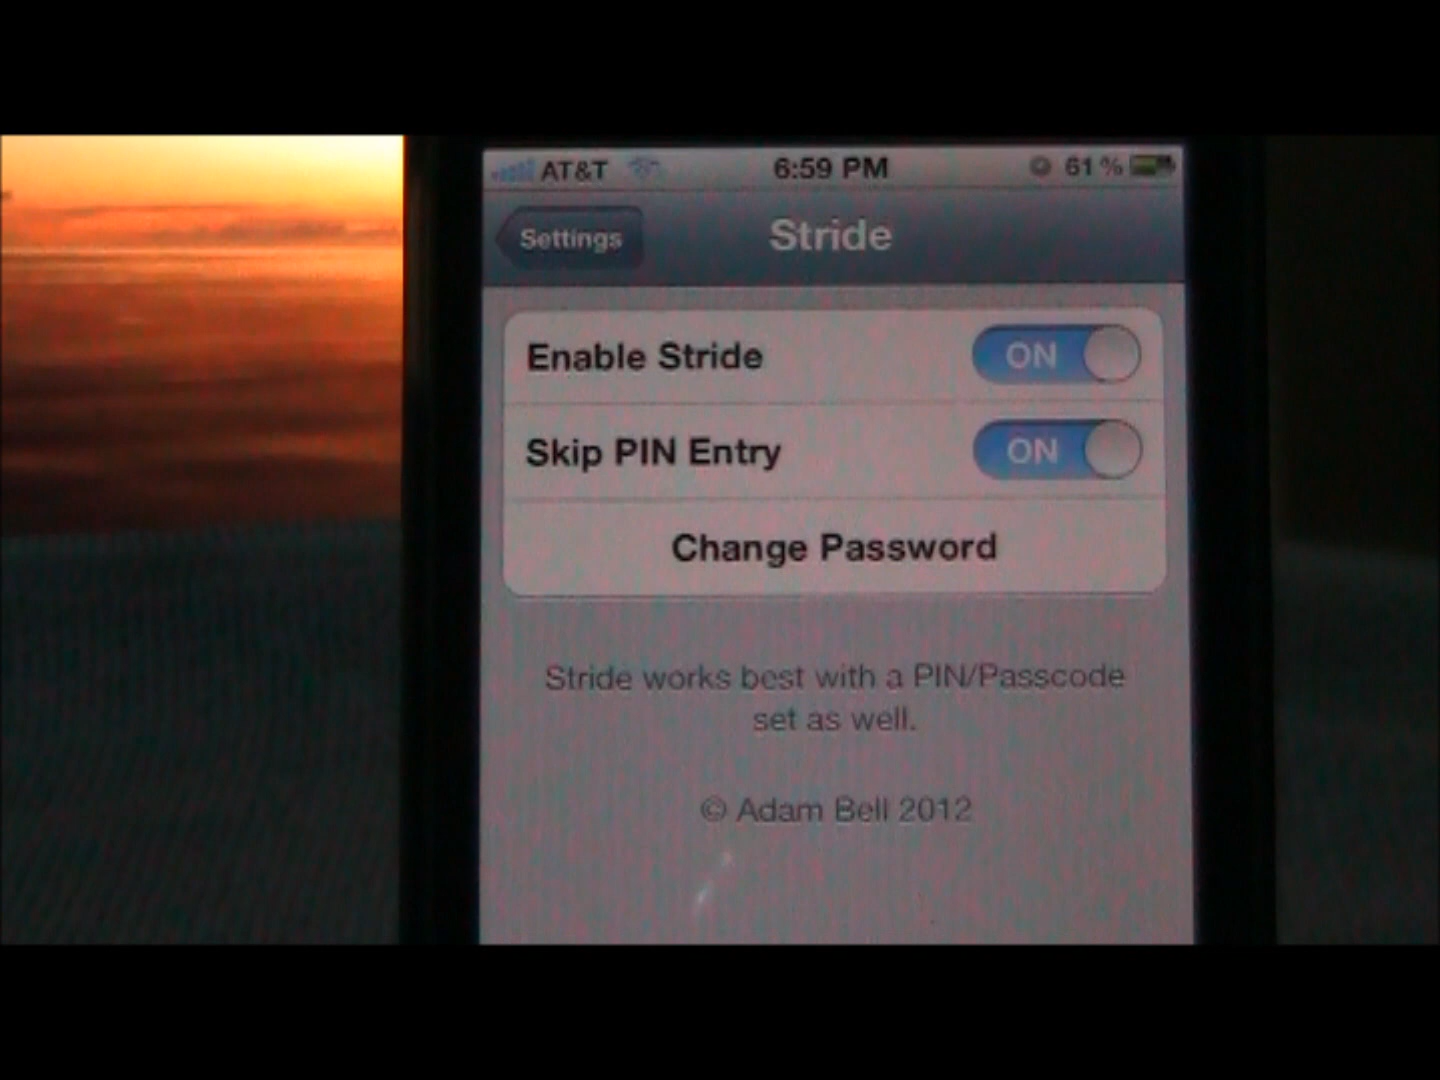 AT&T 6:59 PM 61%
Settings Stride
Enable Stride ON
Skip PIN Entry ON
Change Password
Stride works best with a PIN/Passcode
set as well.
© Adam Bell 2012